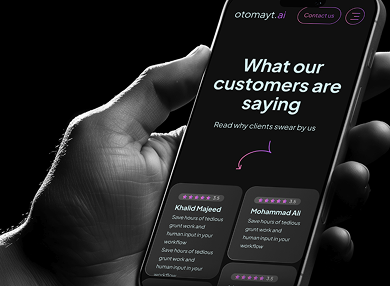 otomayt.ai
Contact us
What our
customers are
saying
Read why clients swear by us
★★★★★ 3.5
Khalid Majeed
Save hours of tedious
grunt work and
human input in your
workflow
Save hours of tedious
grunt work and
human input in your
workflow
★★★★★ 3.5
Mohammad Ali
Save hours of tedious
grunt work and
human input in your
workflow
★★★★★ 3.5